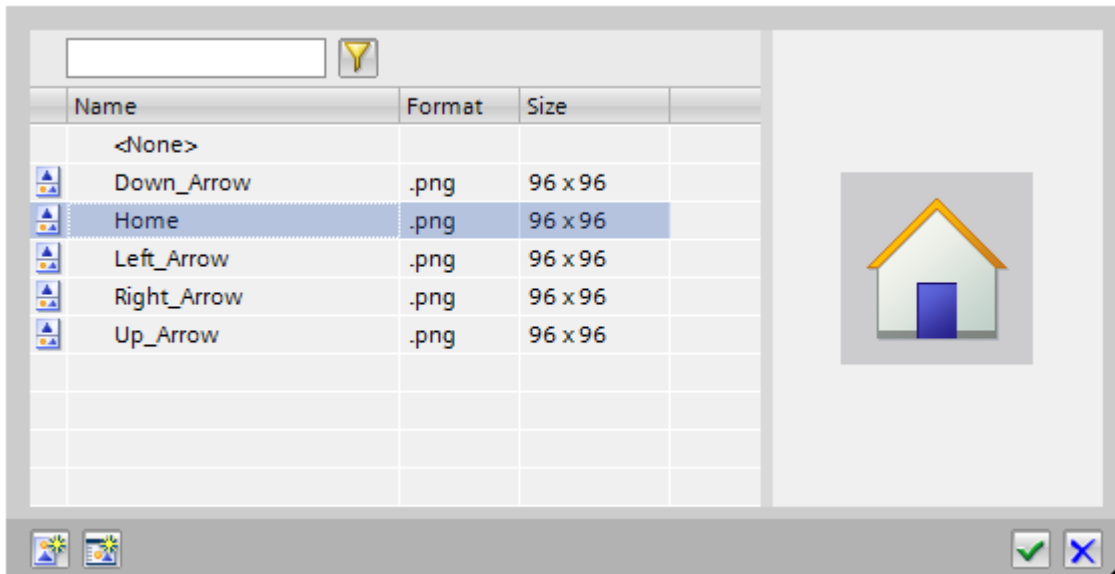 Name Format Size
<None>
Down_Arrow .png 96 x 96
Home .png 96 x 96
Left_Arrow .png 96 x 96
Right_Arrow .png 96 x 96
Up_Arrow .png 96 x 96